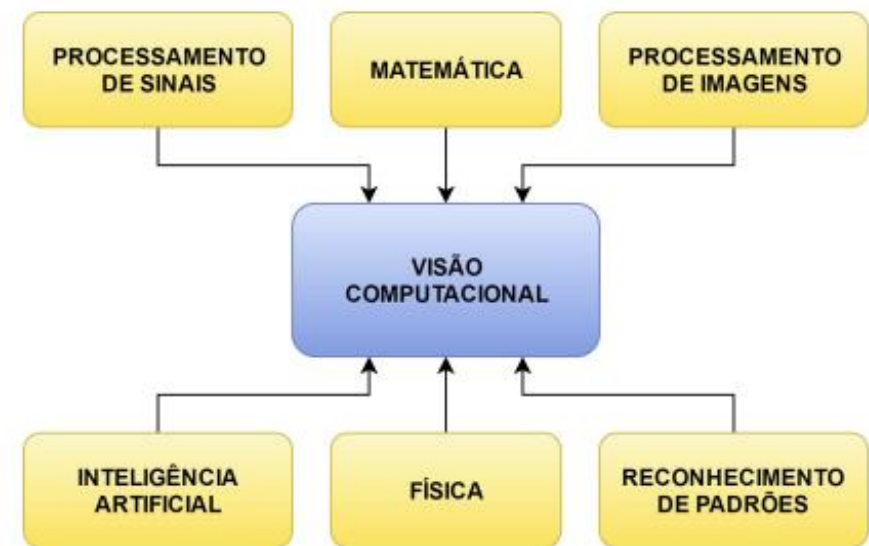 PROCESSAMENTO
DE SINAIS
MATEMÁTICA
PROCESSAMENTO
DE IMAGENS
VISÃO
COMPUTACIONAL
INTELIGÊNCIA
ARTIFICIAL
FÍSICA
RECONHECIMENTO
DE PADRÕES